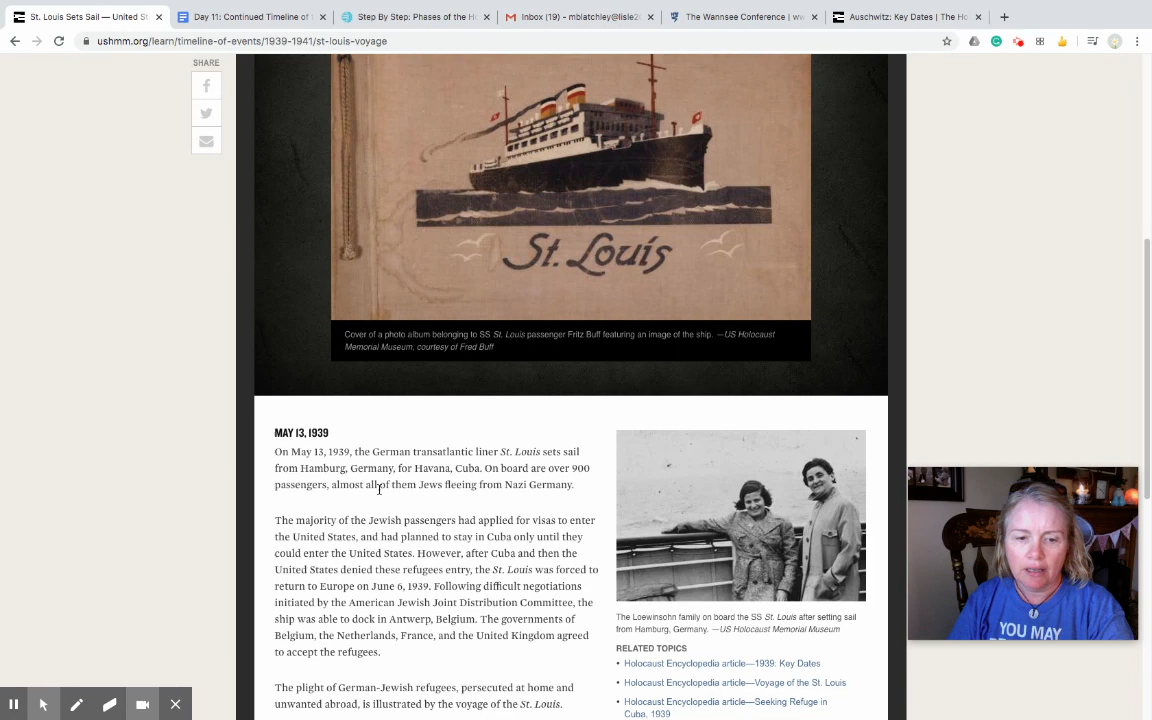 St. Louis Sets Sail — United St
Day 11: Continued Timeline of t
Step By Step: Phases of the Ho
Inbox (19) - mblatchley@lisle2
The Wannsee Conference | ww
Auschwitz: Key Dates | The Ho
ushmm.org/learn/timeline-of-events/1939-1941/st-louis-voyage
SHARE
St. Louis
Cover of a photo album belonging to SS St. Louis passenger Fritz Buff featuring an image of the ship. —US Holocaust
Memorial Museum, courtesy of Fred Buff
MAY 13, 1939
On May 13, 1939, the German transatlantic liner St. Louis sets sail
from Hamburg, Germany, for Havana, Cuba. On board are over 900
passengers, almost all of them Jews fleeing from Nazi Germany.
The majority of the Jewish passengers had applied for visas to enter
the United States, and had planned to stay in Cuba only until they
could enter the United States. However, after Cuba and then the
United States denied these refugees entry, the St. Louis was forced to
return to Europe on June 6, 1939. Following difficult negotiations
initiated by the American Jewish Joint Distribution Committee, the
ship was able to dock in Antwerp, Belgium. The governments of
Belgium, the Netherlands, France, and the United Kingdom agreed
to accept the refugees.
The plight of German-Jewish refugees, persecuted at home and
unwanted abroad, is illustrated by the voyage of the St. Louis.
The Loewinsohn family on board the SS St. Louis after setting sail
from Hamburg, Germany. —US Holocaust Memorial Museum
RELATED TOPICS
• Holocaust Encyclopedia article—1939: Key Dates
• Holocaust Encyclopedia article—Voyage of the St. Louis
• Holocaust Encyclopedia article—Seeking Refuge in
Cuba, 1939
YOU MAY